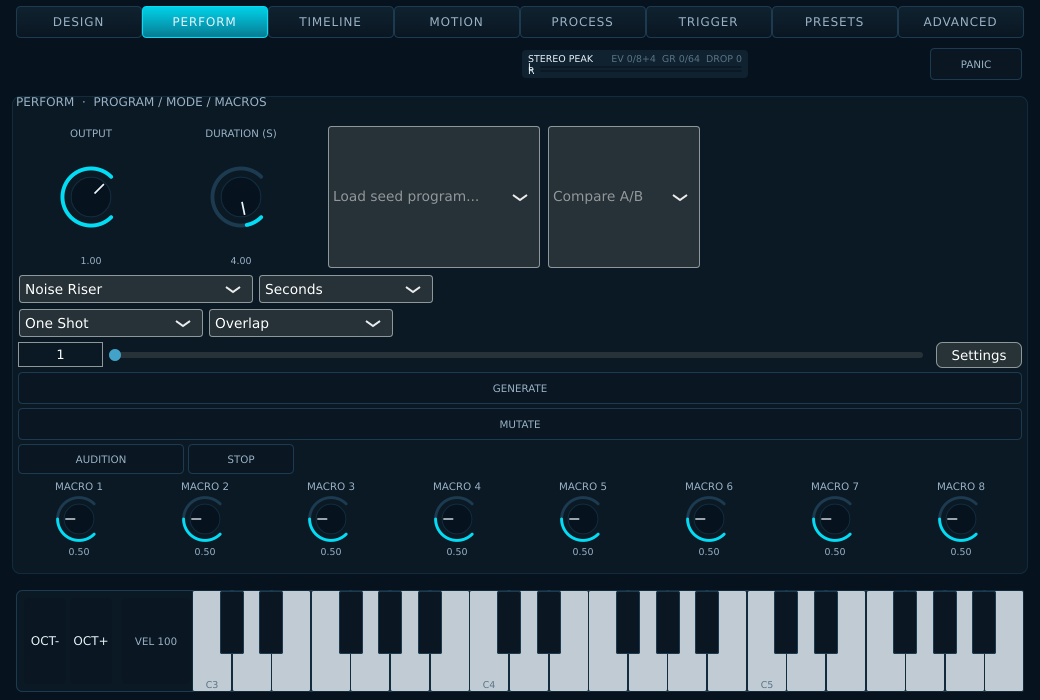 DESIGN PERFORM TIMELINE MOTION PROCESS TRIGGER PRESETS ADVANCED
STEREO PEAK EV 0/8+4 GR 0/64 DROP 0
L
R
PANIC
PERFORM · PROGRAM / MODE / MACROS
OUTPUT DURATION (S)
Load seed program... Compare A/B
1.00 4.00
Noise Riser Seconds
One Shot Overlap
1 Settings
GENERATE
MUTATE
AUDITION STOP
MACRO 1 MACRO 2 MACRO 3 MACRO 4 MACRO 5 MACRO 6 MACRO 7 MACRO 8
0.50 0.50 0.50 0.50 0.50 0.50 0.50 0.50
OCT- OCT+ VEL 100
C3 C4 C5